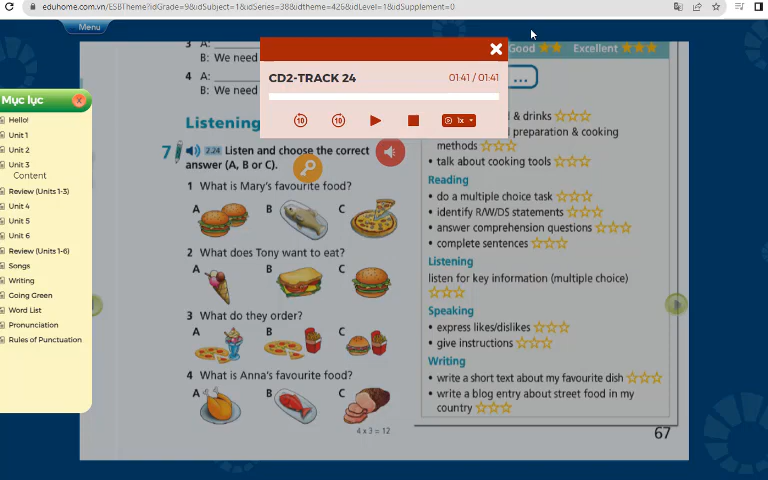 eduhome.com.vn/ESBTheme?idGrade=9&idSubject=1&idSeries=388&idtheme=426&idLevel=1&idSupplement=0
Menu
3 A:
B: We need
4 A:
B: We need
Good
Excellent
CD2-TRACK 24
01:41 / 01:41
10
10
1x
...
Mục lục
X
Hello!
Unit 1
Unit 2
Unit 3
Content
Review (Units 1-3)
Unit 4
Unit 5
Unit 6
Review (Units 1-6)
Songs
Writing
Going Green
Word List
Pronunciation
Rules of Punctuation
Listening
7 2.24 Listen and choose the correct
answer (A, B or C).
1 What is Mary's favourite food?
A B C
2 What does Tony want to eat?
A B C
3 What do they order?
A B C
4 What is Anna's favourite food?
A B C
4 x 3 = 12
& drinks
preparation & cooking
methods
• talk about cooking tools
Reading
• do a multiple choice task
• identify R/W/DS statements
• answer comprehension questions
• complete sentences
Listening
listen for key information (multiple choice)
Speaking
• express likes/dislikes
• give instructions
Writing
• write a short text about my favourite dish
• write a blog entry about street food in my
country
67